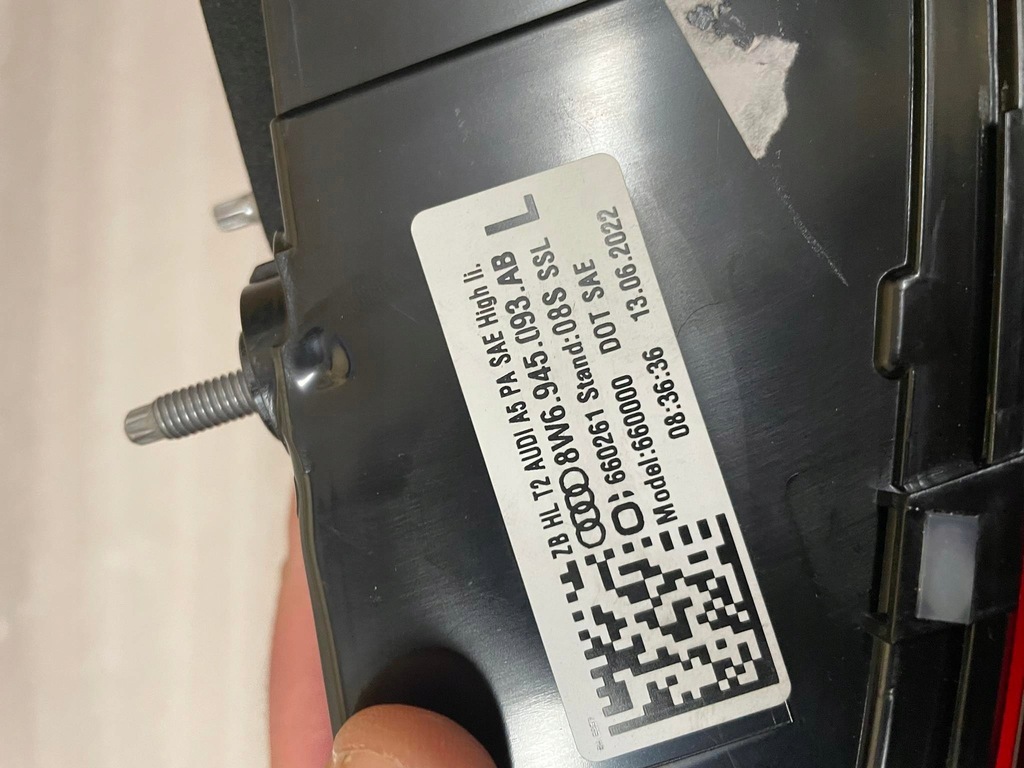 ZB HL T2 AUDI A5 PA SAE High li.
8W6.945.093.AB L
660261 Stand:08S SSL
Model:660000 DOT SAE
08:36:36 13.06.2022